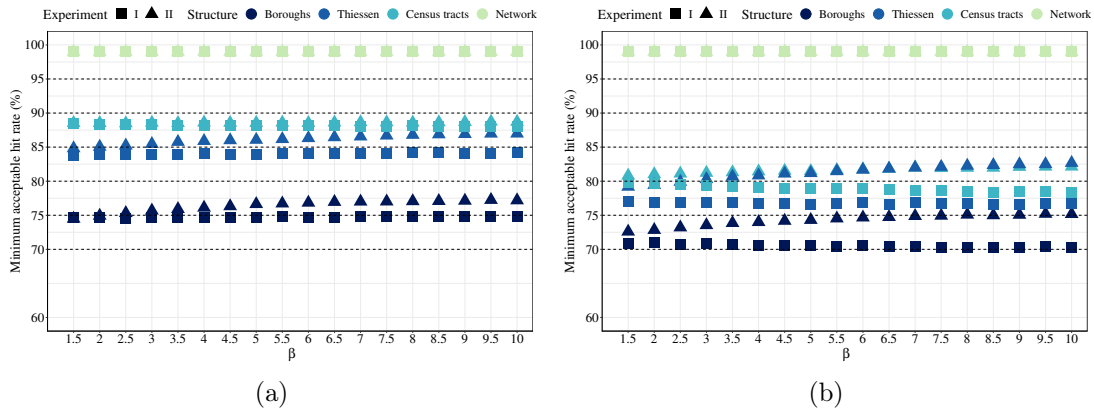 Experiment I II Structure Boroughs Thiessen Census tracts Network
100
95
90
85
80
75
70
60
Minimum acceptable hit rate (%)
1.5 2 2.5 3 3.5 4 4.5 5 5.5 6 6.5 7 7.5 8 8.5 9 9.5 10
β
(a)
Experiment I II Structure Boroughs Thiessen Census tracts Network
100
95
90
85
80
75
70
60
Minimum acceptable hit rate (%)
1.5 2 2.5 3 3.5 4 4.5 5 5.5 6 6.5 7 7.5 8 8.5 9 9.5 10
β
(b)